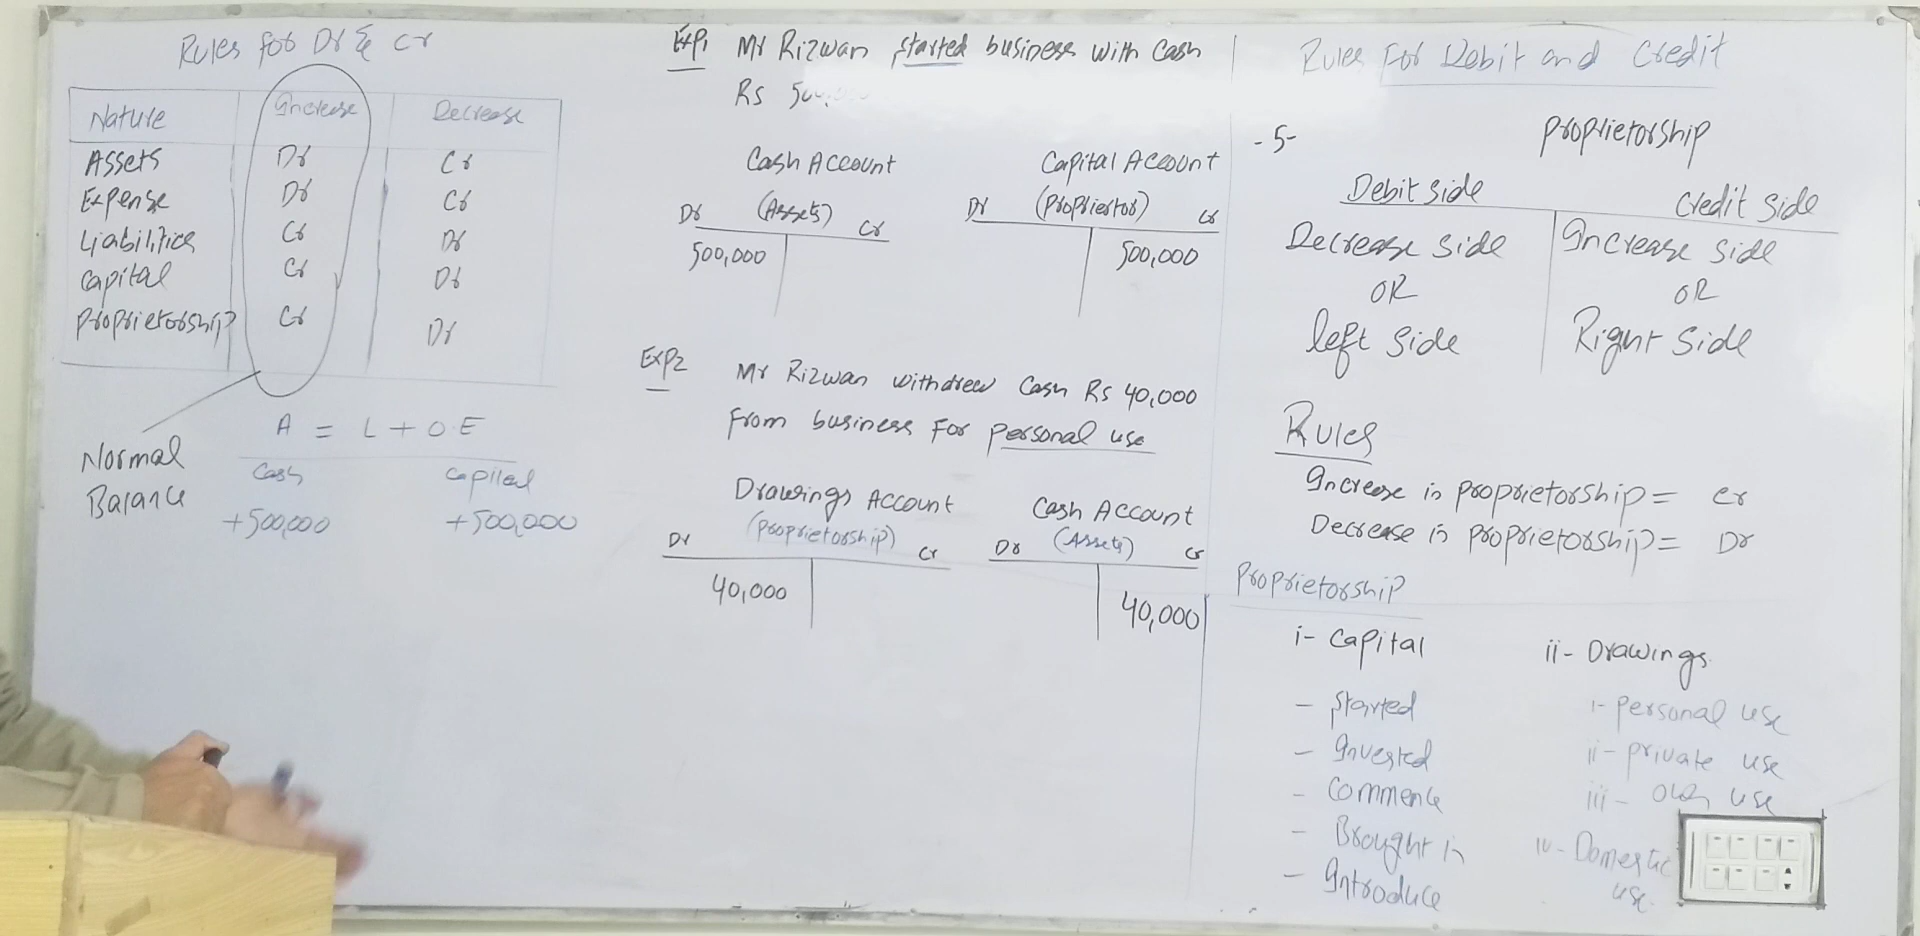 Rules for Dr & Cr
Nature Increase Decrease
Assets Dr Cr
Expense Dr Cr
Liabilities Cr Dr
Capital Cr Dr
Proprietorship Cr Dr
Normal
Balance
A = L + O.E
Cash Capital
+500,000 +500,000
EXP1 Mr Rizwan started business with Cash
Rs
Cash Account
(Assets)
Dr Cr
500,000
Capital Account
(Proprietor)
Dr Cr
500,000
EXP2 Mr Rizwan withdrew Cash Rs 40,000
From business For personal use
Drawings Account
(Proprietorship)
Dr Cr
40,000
Cash Account
(Assets)
Dr Cr
40,000
Rules For Debit and Credit
-5- Proprietorship
Debit Side Credit Side
Decrease Side Increase Side
OR OR
left Side Right Side
Rules
Increase in Proprietorship = Cr
Decrease in Proprietorship = Dr
Proprietorship
i- Capital
- Started
- Invested
- Commence
- Brought in
- Introduce
ii- Drawings
i- personal use
ii- private use
iii- own use
iv- Domestic
use